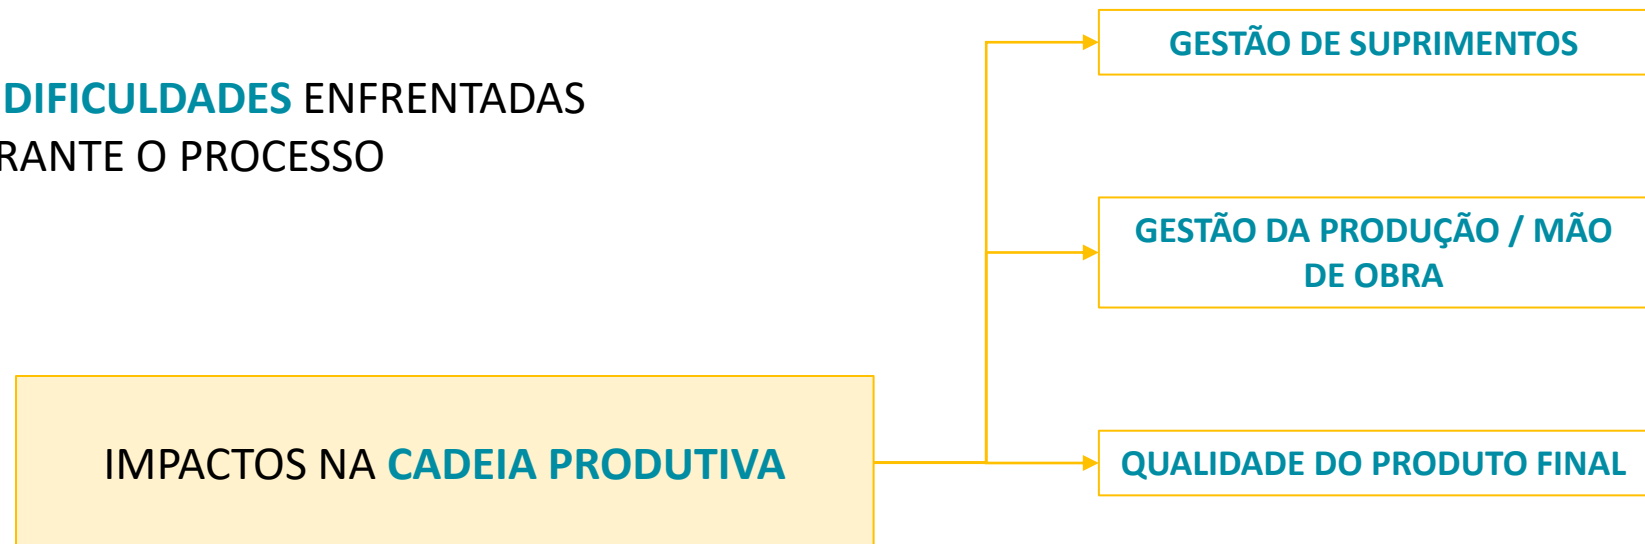 DIFICULDADES ENFRENTADAS
RANTE O PROCESSO
IMPACTOS NA CADEIA PRODUTIVA
GESTÃO DE SUPRIMENTOS
GESTÃO DA PRODUÇÃO / MÃO
DE OBRA
QUALIDADE DO PRODUTO FINAL